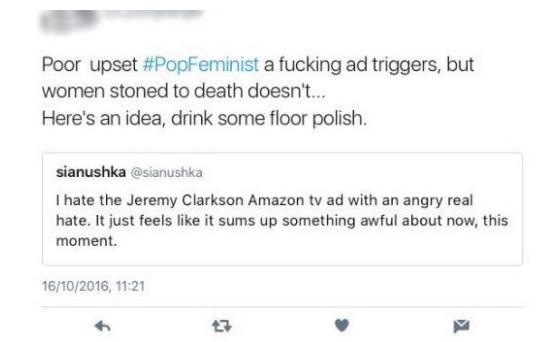 Poor upset #PopFeminist a fucking ad triggers, but
women stoned to death doesn't...
Here's an idea, drink some floor polish.
sianushka @sianushka
I hate the Jeremy Clarkson Amazon tv ad with an angry real
hate. It just feels like it sums up something awful about now, this
moment.
16/10/2016, 11:21